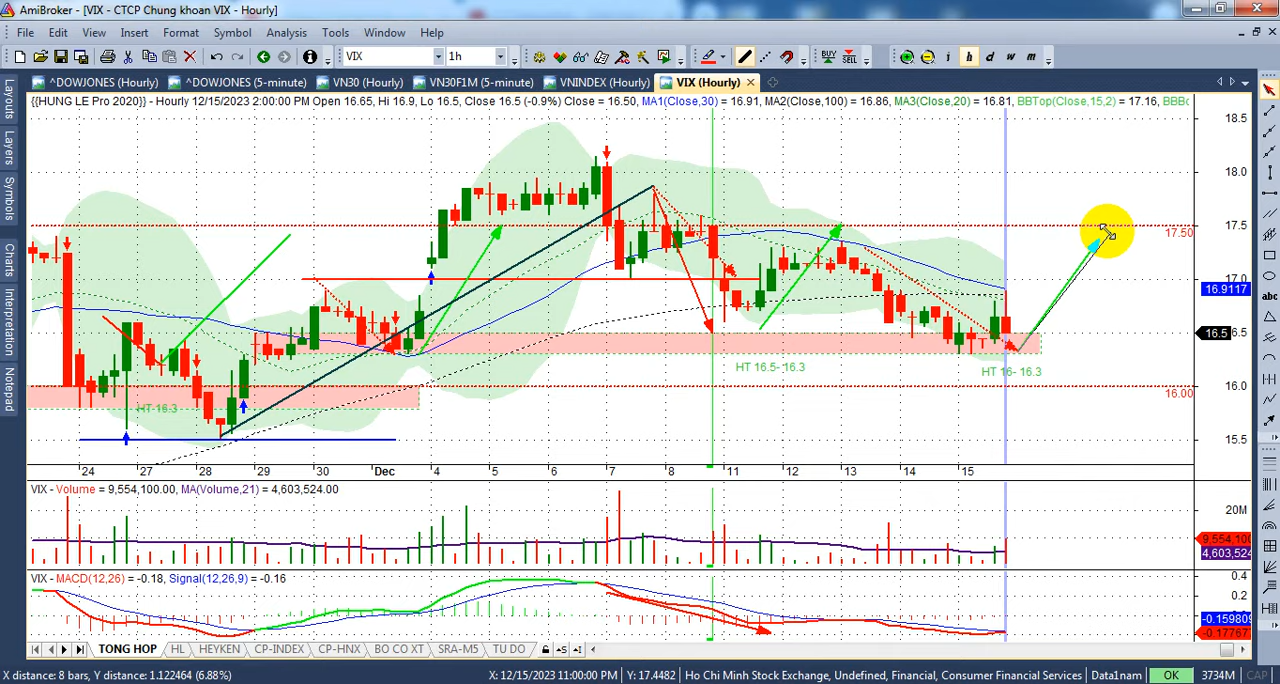 AmiBroker - [VIX - CTCP Chung khoan VIX - Hourly]
File Edit View Insert Format Symbol Analysis Tools Window Help
VIX 1h BUY SELL i h d w m
^DOWJONES (Hourly) ^DOWJONES (5-minute) VN30 (Hourly) VN30F1M (5-minute) VNINDEX (Hourly) VIX (Hourly)
Layouts
Layers
Symbols
Charts
Interpretation
Notepad
{{HUNG LE Pro 2020}} - Hourly 12/15/2023 2:00:00 PM Open 16.65, Hi 16.9, Lo 16.5, Close 16.5 (-0.9%) Close = 16.50, MA1(Close,30) = 16.91, MA2(Close,100) = 16.86, MA3(Close,20) = 16.81, BBTop(Close,15,2) = 17.16,
18.5
18.0
17.5
17.50
17.0
16.9117
16.5
HT 16.5- 16.3
HT 16- 16.3
16.0
16.00
HT 16.3
15.5
24 27 28 29 30 Dec 4 5 6 7 8 11 12 13 14 15
VIX - Volume = 9,554,100.00, MA(Volume,21) = 4,603,524.00
20M
9,554,100
4,603,524
VIX - MACD(12,26) = -0.18, Signal(12,26,9) = -0.16
0.4
0.2
-0.159809
-0.17767
TONG HOP HL HEYKEN CP-INDEX CP-HNX BO CO XT SRA-M5 TU DO
X distance: 8 bars, Y distance: 1.122464 (6.88%) X: 12/15/2023 11:00:00 PM Y: 17.4482 Ho Chi Minh Stock Exchange, Undefined, Financial, Consumer Financial Services Data1nam OK 3734M CAP